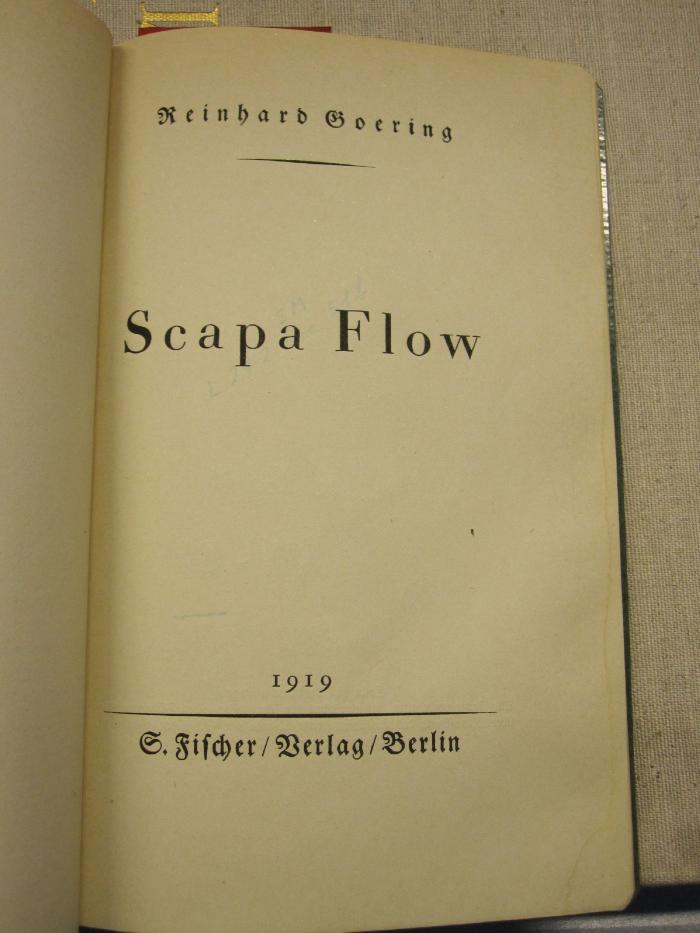 Reinhard Goering
Scapa Flow
1919
S. Fischer/Verlag/Berlin